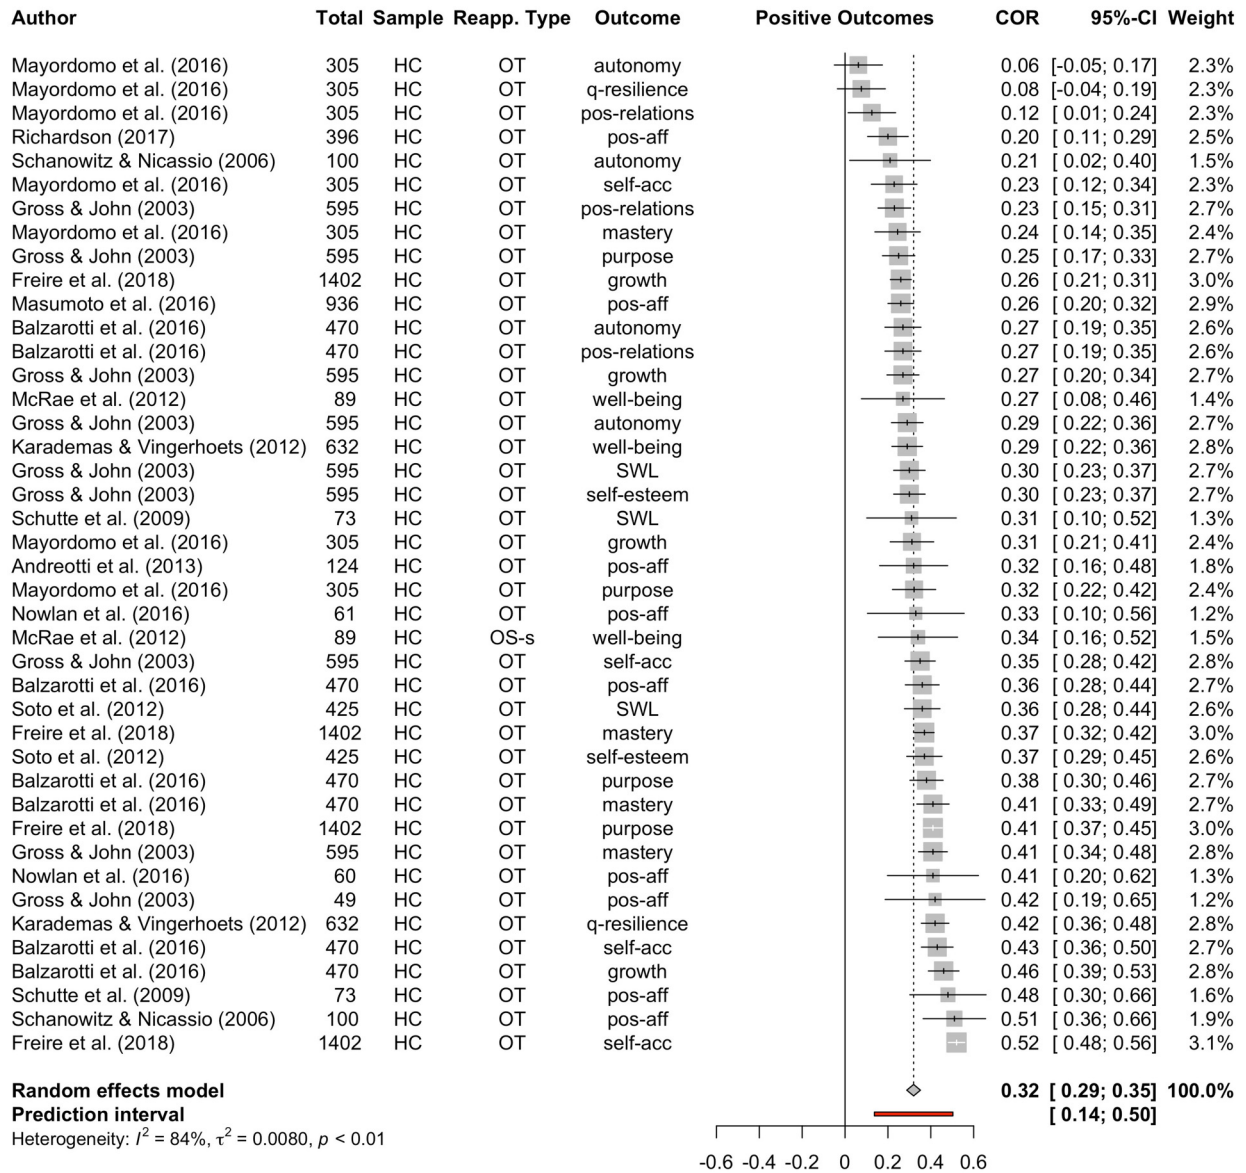 Author Total Sample Reapp. Type Outcome Positive Outcomes COR 95%-CI Weight
Mayordomo et al. (2016) 305 HC OT autonomy 0.06 [-0.05; 0.17] 2.3%
Mayordomo et al. (2016) 305 HC OT q-resilience 0.08 [-0.04; 0.19] 2.3%
Mayordomo et al. (2016) 305 HC OT pos-relations 0.12 [ 0.01; 0.24] 2.3%
Richardson (2017) 396 HC OT pos-aff 0.20 [ 0.11; 0.29] 2.5%
Schanowitz & Nicassio (2006) 100 HC OT autonomy 0.21 [ 0.02; 0.40] 1.5%
Mayordomo et al. (2016) 305 HC OT self-acc 0.23 [ 0.12; 0.34] 2.3%
Gross & John (2003) 595 HC OT pos-relations 0.23 [ 0.15; 0.31] 2.7%
Mayordomo et al. (2016) 305 HC OT mastery 0.24 [ 0.14; 0.35] 2.4%
Gross & John (2003) 595 HC OT purpose 0.25 [ 0.17; 0.33] 2.7%
Freire et al. (2018) 1402 HC OT growth 0.26 [ 0.21; 0.31] 3.0%
Masumoto et al. (2016) 936 HC OT pos-aff 0.26 [ 0.20; 0.32] 2.9%
Balzarotti et al. (2016) 470 HC OT autonomy 0.27 [ 0.19; 0.35] 2.6%
Balzarotti et al. (2016) 470 HC OT pos-relations 0.27 [ 0.19; 0.35] 2.6%
Gross & John (2003) 595 HC OT growth 0.27 [ 0.20; 0.34] 2.7%
McRae et al. (2012) 89 HC OT well-being 0.27 [ 0.08; 0.46] 1.4%
Gross & John (2003) 595 HC OT autonomy 0.29 [ 0.22; 0.36] 2.7%
Karademas & Vingerhoets (2012) 632 HC OT well-being 0.29 [ 0.22; 0.36] 2.8%
Gross & John (2003) 595 HC OT SWL 0.30 [ 0.23; 0.37] 2.7%
Gross & John (2003) 595 HC OT self-esteem 0.30 [ 0.23; 0.37] 2.7%
Schutte et al. (2009) 73 HC OT SWL 0.31 [ 0.10; 0.52] 1.3%
Mayordomo et al. (2016) 305 HC OT growth 0.31 [ 0.21; 0.41] 2.4%
Andreotti et al. (2013) 124 HC OT pos-aff 0.32 [ 0.16; 0.48] 1.8%
Mayordomo et al. (2016) 305 HC OT purpose 0.32 [ 0.22; 0.42] 2.4%
Nowlan et al. (2016) 61 HC OT pos-aff 0.33 [ 0.10; 0.56] 1.2%
McRae et al. (2012) 89 HC OS-s well-being 0.34 [ 0.16; 0.52] 1.5%
Gross & John (2003) 595 HC OT self-acc 0.35 [ 0.28; 0.42] 2.8%
Balzarotti et al. (2016) 470 HC OT pos-aff 0.36 [ 0.28; 0.44] 2.7%
Soto et al. (2012) 425 HC OT SWL 0.36 [ 0.28; 0.44] 2.6%
Freire et al. (2018) 1402 HC OT mastery 0.37 [ 0.32; 0.42] 3.0%
Soto et al. (2012) 425 HC OT self-esteem 0.37 [ 0.29; 0.45] 2.6%
Balzarotti et al. (2016) 470 HC OT purpose 0.38 [ 0.30; 0.46] 2.7%
Balzarotti et al. (2016) 470 HC OT mastery 0.41 [ 0.33; 0.49] 2.7%
Freire et al. (2018) 1402 HC OT purpose 0.41 [ 0.37; 0.45] 3.0%
Gross & John (2003) 595 HC OT mastery 0.41 [ 0.34; 0.48] 2.8%
Nowlan et al. (2016) 60 HC OT pos-aff 0.41 [ 0.20; 0.62] 1.3%
Gross & John (2003) 49 HC OT pos-aff 0.42 [ 0.19; 0.65] 1.2%
Karademas & Vingerhoets (2012) 632 HC OT q-resilience 0.42 [ 0.36; 0.48] 2.8%
Balzarotti et al. (2016) 470 HC OT self-acc 0.43 [ 0.36; 0.50] 2.7%
Balzarotti et al. (2016) 470 HC OT growth 0.46 [ 0.39; 0.53] 2.8%
Schutte et al. (2009) 73 HC OT pos-aff 0.48 [ 0.30; 0.66] 1.6%
Schanowitz & Nicassio (2006) 100 HC OT pos-aff 0.51 [ 0.36; 0.66] 1.9%
Freire et al. (2018) 1402 HC OT self-acc 0.52 [ 0.48; 0.56] 3.1%
Random effects model 0.32 [ 0.29; 0.35] 100.0%
Prediction interval [ 0.14; 0.50]
Heterogeneity: I² = 84%, τ² = 0.0080, p < 0.01
-0.6 -0.4 -0.2 0 0.2 0.4 0.6